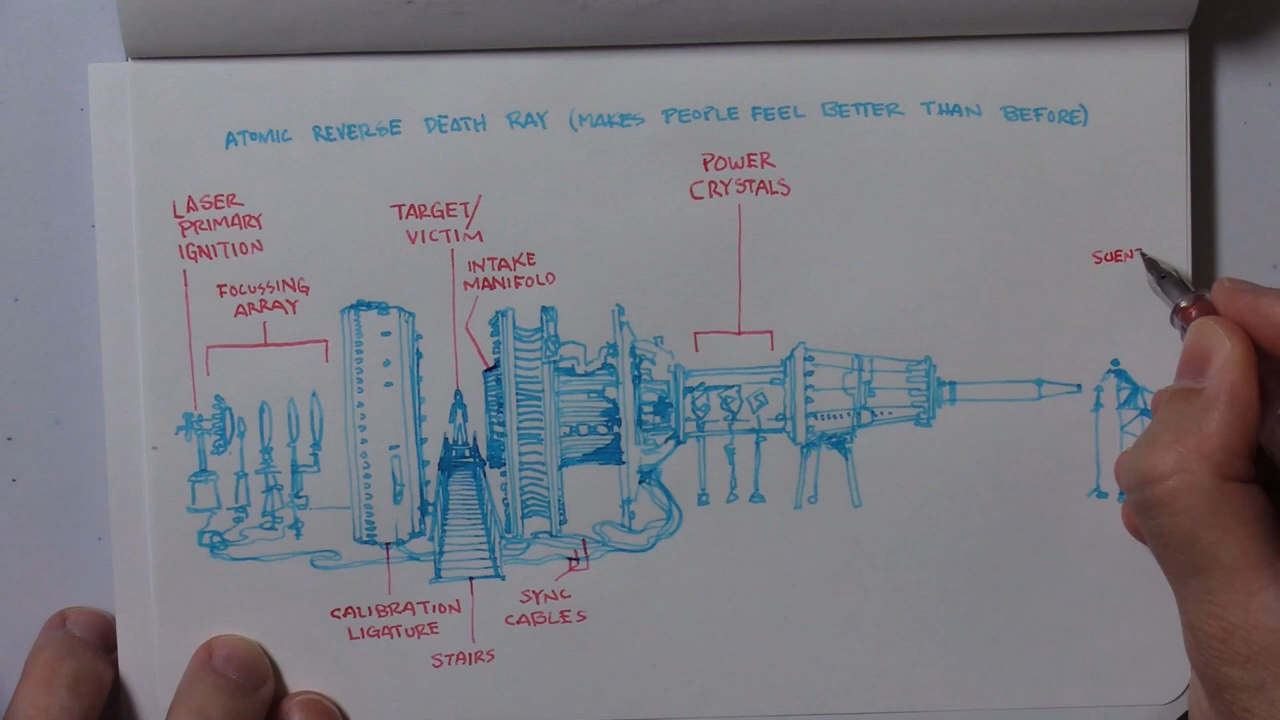 ATOMIC REVERSE DEATH RAY (MAKES PEOPLE FEEL BETTER THAN BEFORE)
LASER
PRIMARY
IGNITION
FOCUSSING
ARRAY
TARGET/
VICTIM
INTAKE
MANIFOLD
POWER
CRYSTALS
SCIENT
CALIBRATION
LIGATURE
STAIRS
SYNC
CABLES